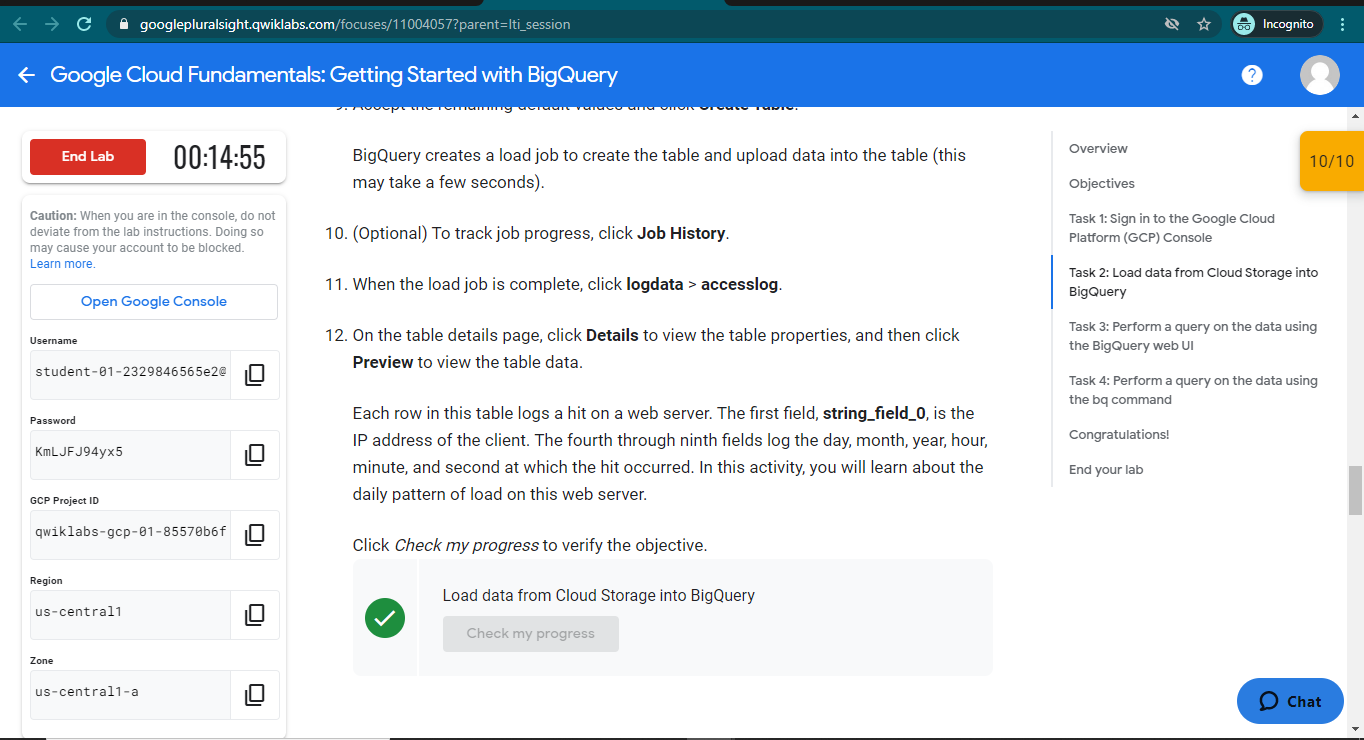 googlepluralsight.qwiklabs.com/focuses/11004057?parent=lti_session
Incognito
Google Cloud Fundamentals: Getting Started with BigQuery
?
End Lab
00:14:55
Caution: When you are in the console, do not
deviate from the lab instructions. Doing so
may cause your account to be blocked.
Learn more.
Open Google Console
Username
student-01-2329846565e2@
Password
KmLJFJ94yx5
GCP Project ID
qwiklabs-gcp-01-85570b6f
Region
us-central1
Zone
us-central1-a
9. Accept the remaining default values and click Create Table.
BigQuery creates a load job to create the table and upload data into the table (this
may take a few seconds).
10. (Optional) To track job progress, click Job History.
11. When the load job is complete, click logdata > accesslog.
12. On the table details page, click Details to view the table properties, and then click
Preview to view the table data.
Each row in this table logs a hit on a web server. The first field, string_field_0, is the
IP address of the client. The fourth through ninth fields log the day, month, year, hour,
minute, and second at which the hit occurred. In this activity, you will learn about the
daily pattern of load on this web server.
Click Check my progress to verify the objective.
Load data from Cloud Storage into BigQuery
Check my progress
Overview
Objectives
Task 1: Sign in to the Google Cloud
Platform (GCP) Console
Task 2: Load data from Cloud Storage into
BigQuery
Task 3: Perform a query on the data using
the BigQuery web UI
Task 4: Perform a query on the data using
the bq command
Congratulations!
End your lab
10/10
Chat